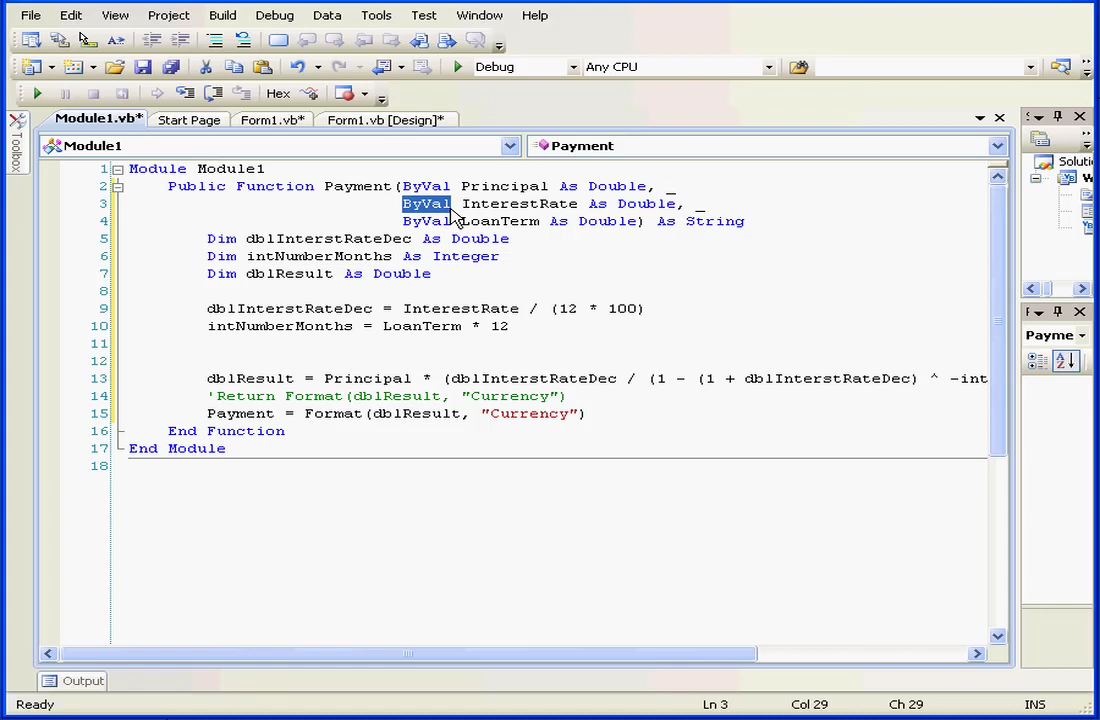 File Edit View Project Build Debug Data Tools Test Window Help
Debug Any CPU
Hex
Module1.vb* Start Page Form1.vb* Form1.vb [Design]*
Toolbox
Module1 Payment
1 Module Module1
2 Public Function Payment(ByVal Principal As Double, _
3 ByVal InterestRate As Double, _
4 ByVal LoanTerm As Double) As String
5 Dim dblInterstRateDec As Double
6 Dim intNumberMonths As Integer
7 Dim dblResult As Double
8
9 dblInterstRateDec = InterestRate / (12 * 100)
10 intNumberMonths = LoanTerm * 12
11
12
13 dblResult = Principal * (dblInterstRateDec / (1 - (1 + dblInterstRateDec) ^ -int
14 'Return Format(dblResult, "Currency")
15 Payment = Format(dblResult, "Currency")
16 End Function
17 End Module
18
Soluti
W
Payme
Output
Ready Ln 3 Col 29 Ch 29 INS